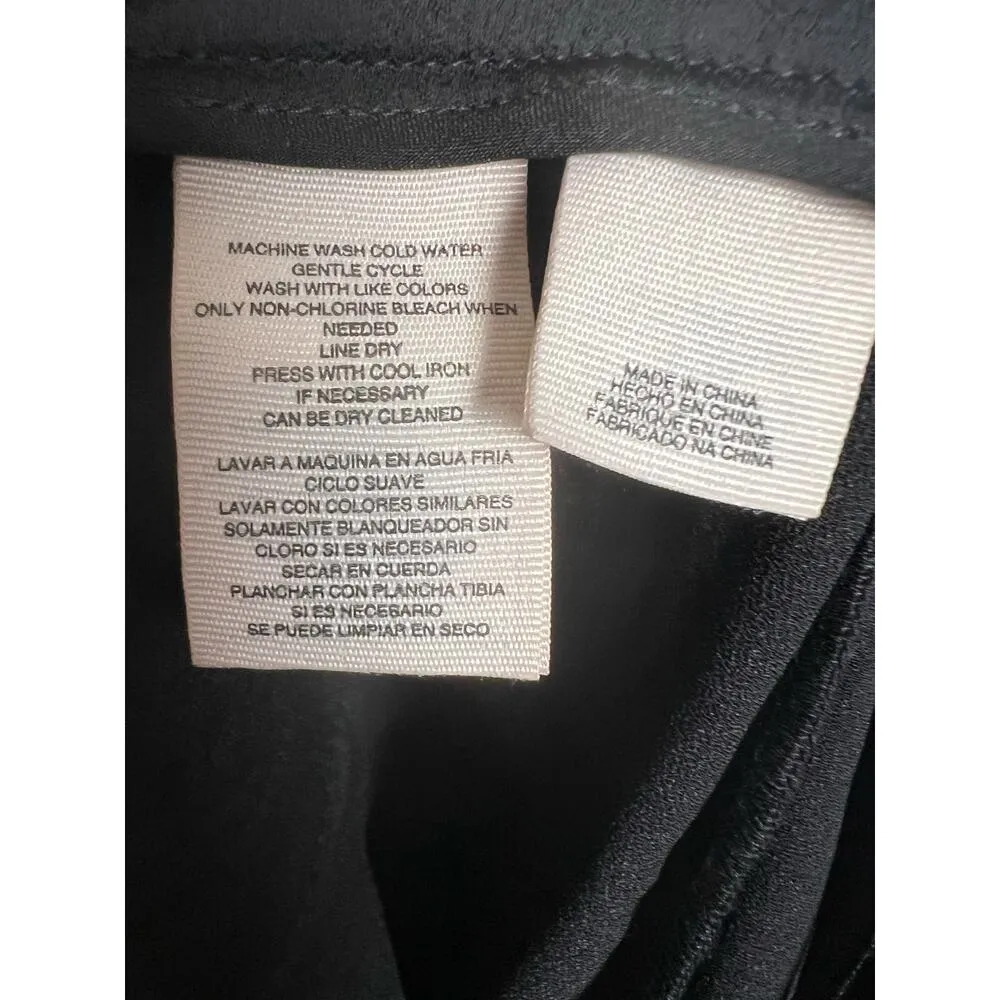 MACHINE WASH COLD WATER
GENTLE CYCLE
WASH WITH LIKE COLORS
ONLY NON-CHLORINE BLEACH WHEN
NEEDED
LINE DRY
PRESS WITH COOL IRON
IF NECESSARY
CAN BE DRY CLEANED
LAVAR A MAQUINA EN AGUA FRIA
CICLO SUAVE
LAVAR CON COLORES SIMILARES
SOLAMENTE BLANQUEADOR SIN
CLORO SI ES NECESARIO
SECAR EN CUERDA
PLANCHAR CON PLANCHA TIBIA
SI ES NECESARIO
SE PUEDE LIMPIAR EN SECO
MADE IN CHINA
HECHO EN CHINA
FABRIQUE EN CHINE
FABRICADO NA CHINA